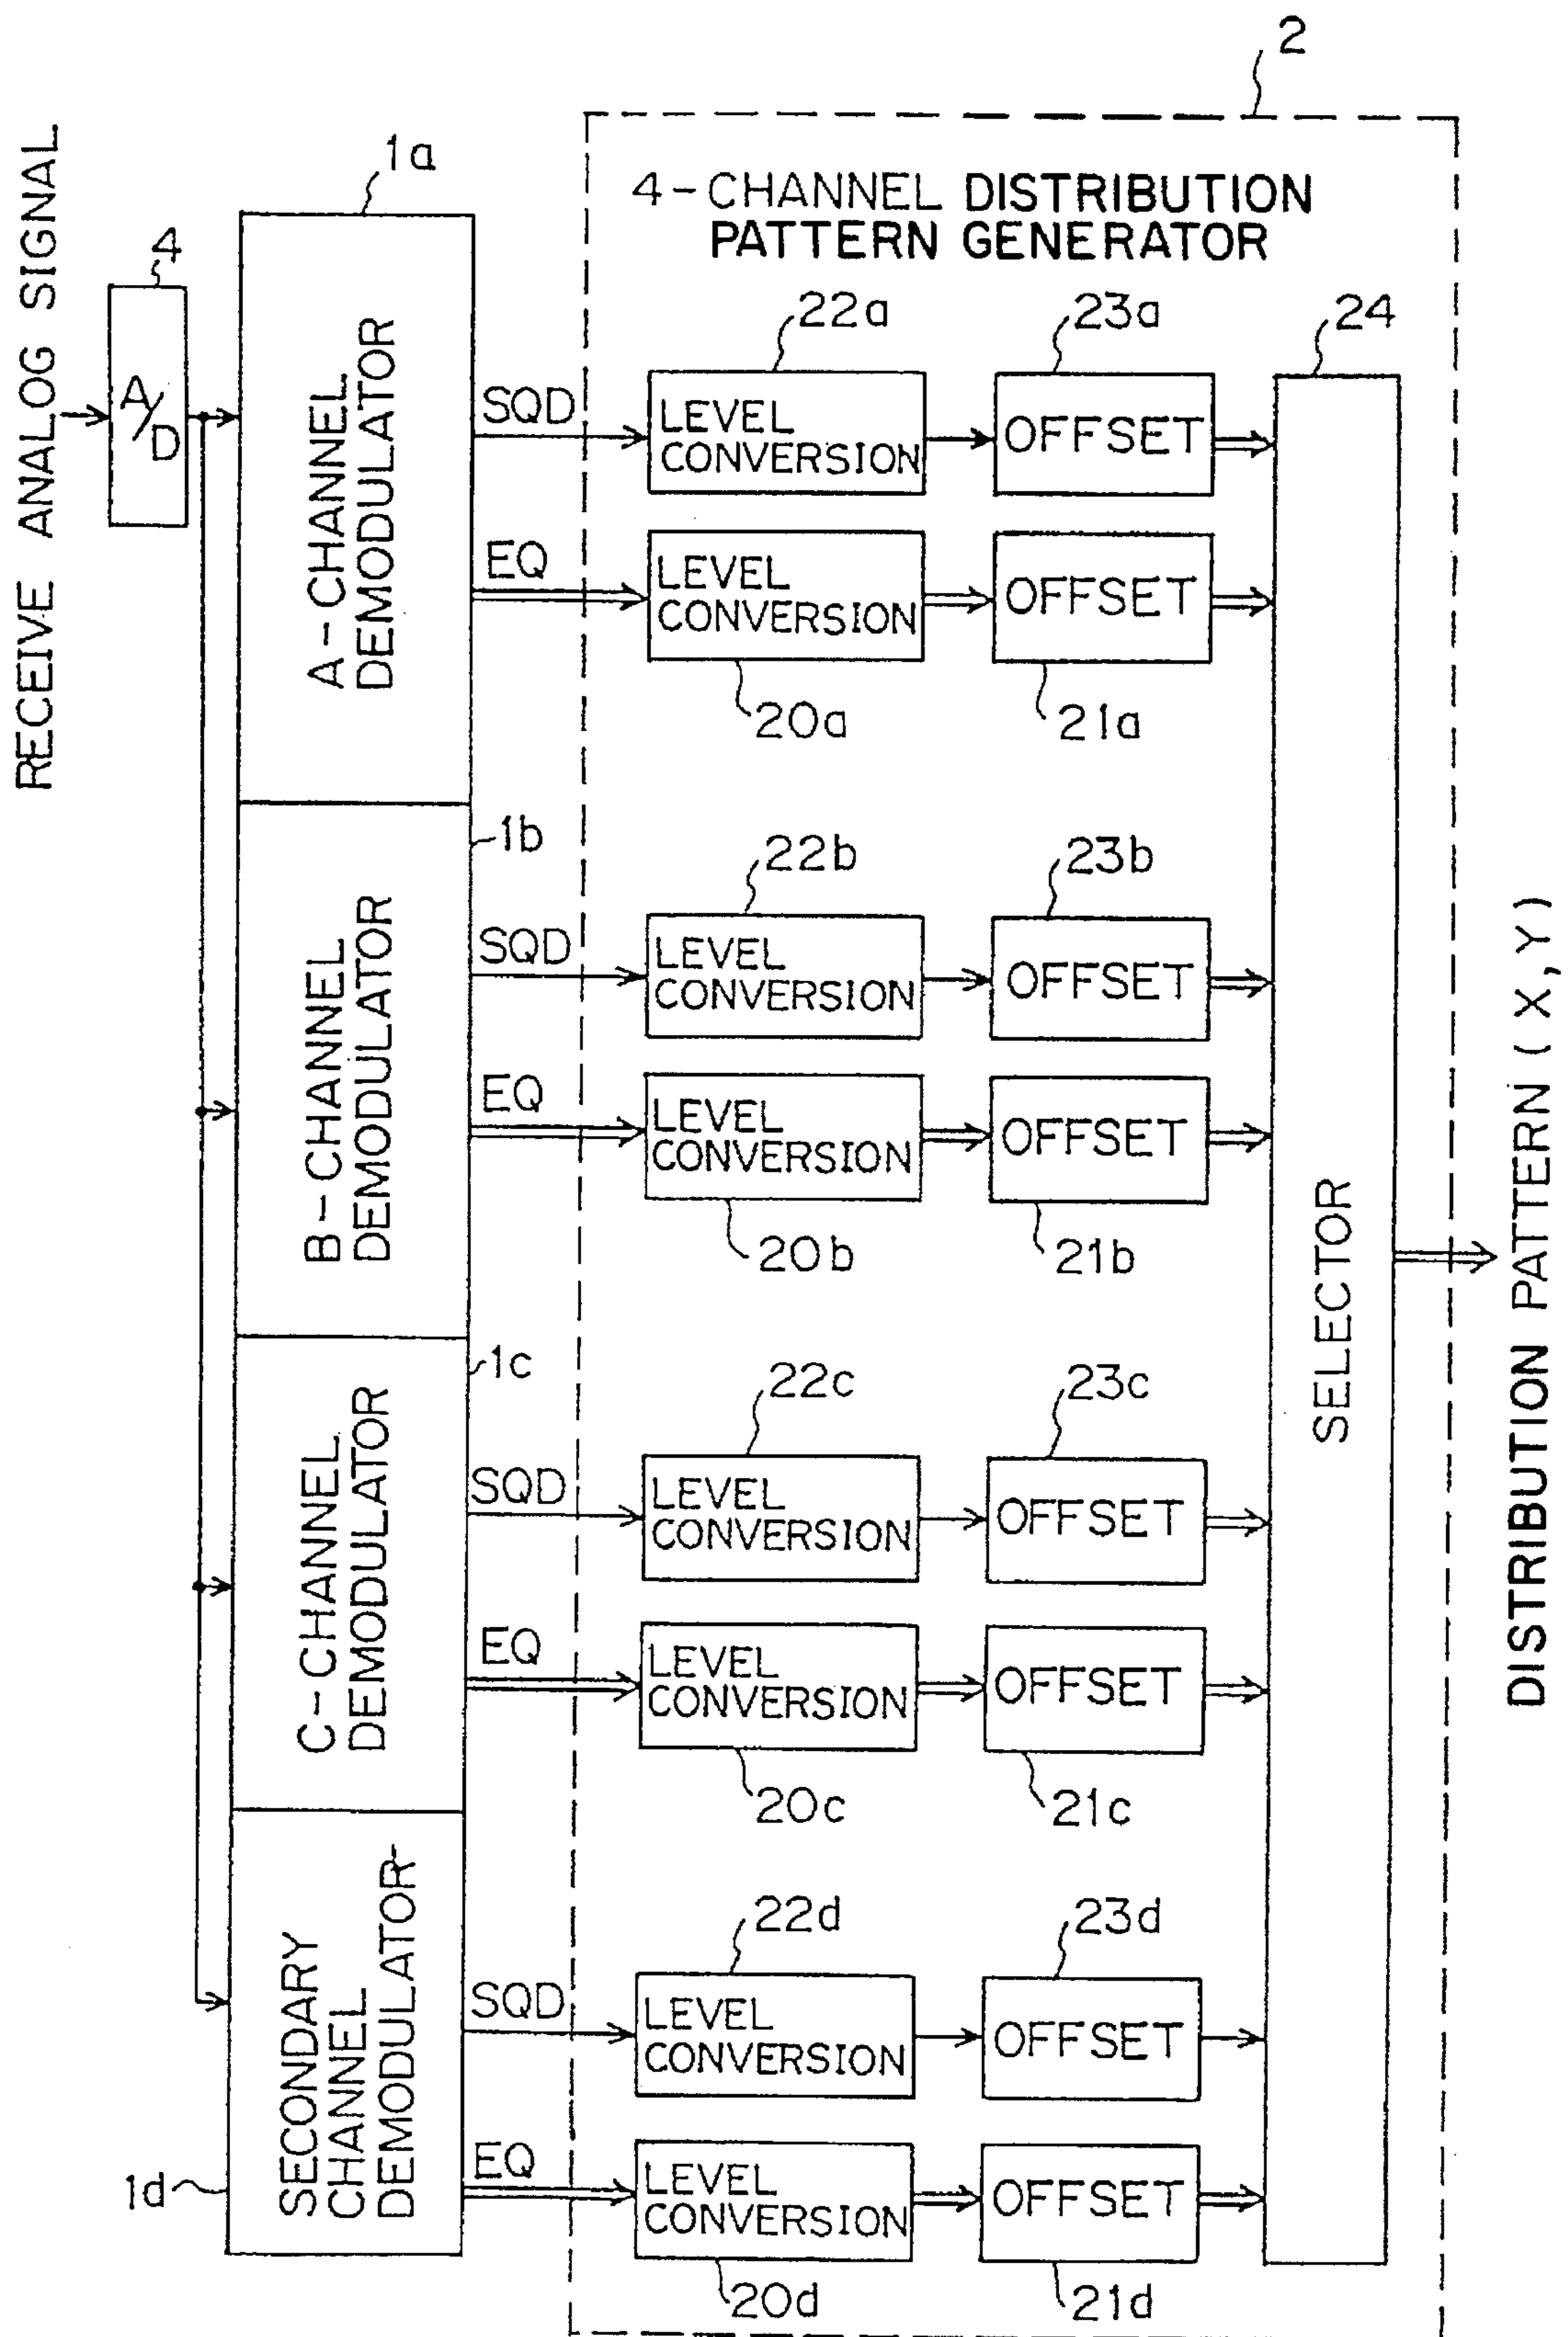 2
RECEIVE ANALOG SIGNAL
4
A/D
1a
A-CHANNEL
DEMODULATOR
4-CHANNEL DISTRIBUTION
PATTERN GENERATOR
SQD
22a
LEVEL
CONVERSION
23a
OFFSET
24
EQ
LEVEL
CONVERSION
20a
OFFSET
21a
1b
B-CHANNEL
DEMODULATOR
SQD
22b
LEVEL
CONVERSION
23b
OFFSET
EQ
LEVEL
CONVERSION
20b
OFFSET
21b
SELECTOR
DISTRIBUTION PATTERN (X,Y)
1c
C-CHANNEL
DEMODULATOR
SQD
22c
LEVEL
CONVERSION
23c
OFFSET
EQ
LEVEL
CONVERSION
20c
OFFSET
21c
1d
SECONDARY
CHANNEL
DEMODULATOR
SQD
22d
LEVEL
CONVERSION
23d
OFFSET
EQ
LEVEL
CONVERSION
20d
OFFSET
21d